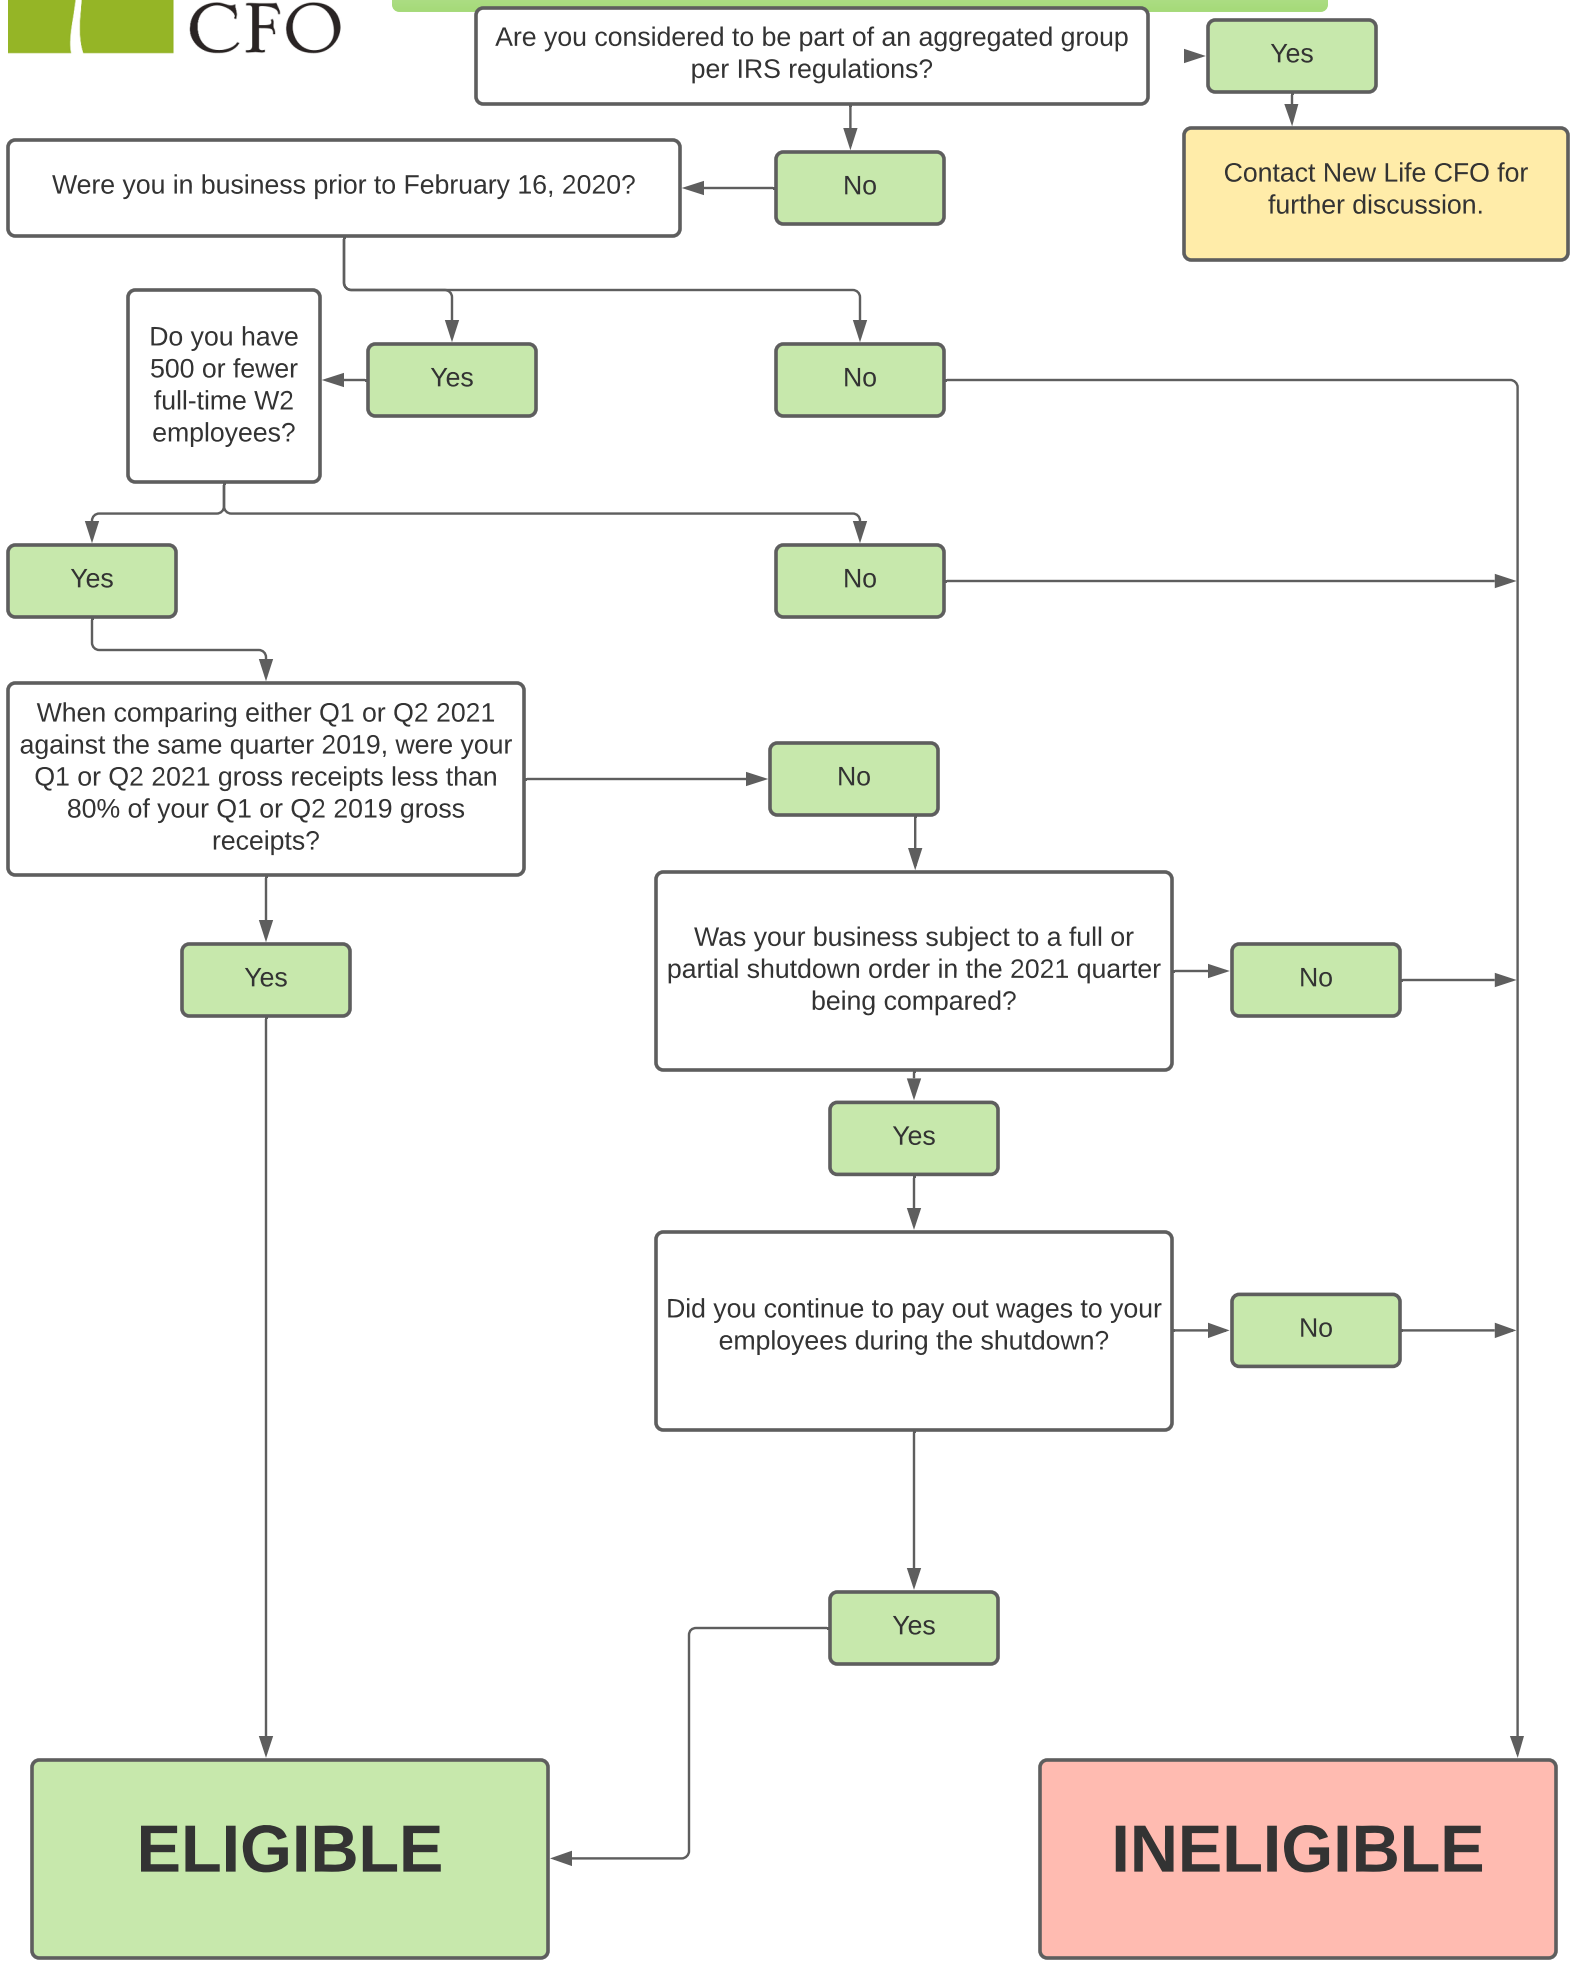 CFO
Are you considered to be part of an aggregated group
per IRS regulations?
Yes
Contact New Life CFO for
further discussion.
No
Were you in business prior to February 16, 2020?
Yes
No
Do you have
500 or fewer
full-time W2
employees?
Yes
No
When comparing either Q1 or Q2 2021
against the same quarter 2019, were your
Q1 or Q2 2021 gross receipts less than
80% of your Q1 or Q2 2019 gross
receipts?
No
Yes
Was your business subject to a full or
partial shutdown order in the 2021 quarter
being compared?
No
Yes
Did you continue to pay out wages to your
employees during the shutdown?
No
Yes
ELIGIBLE
INELIGIBLE